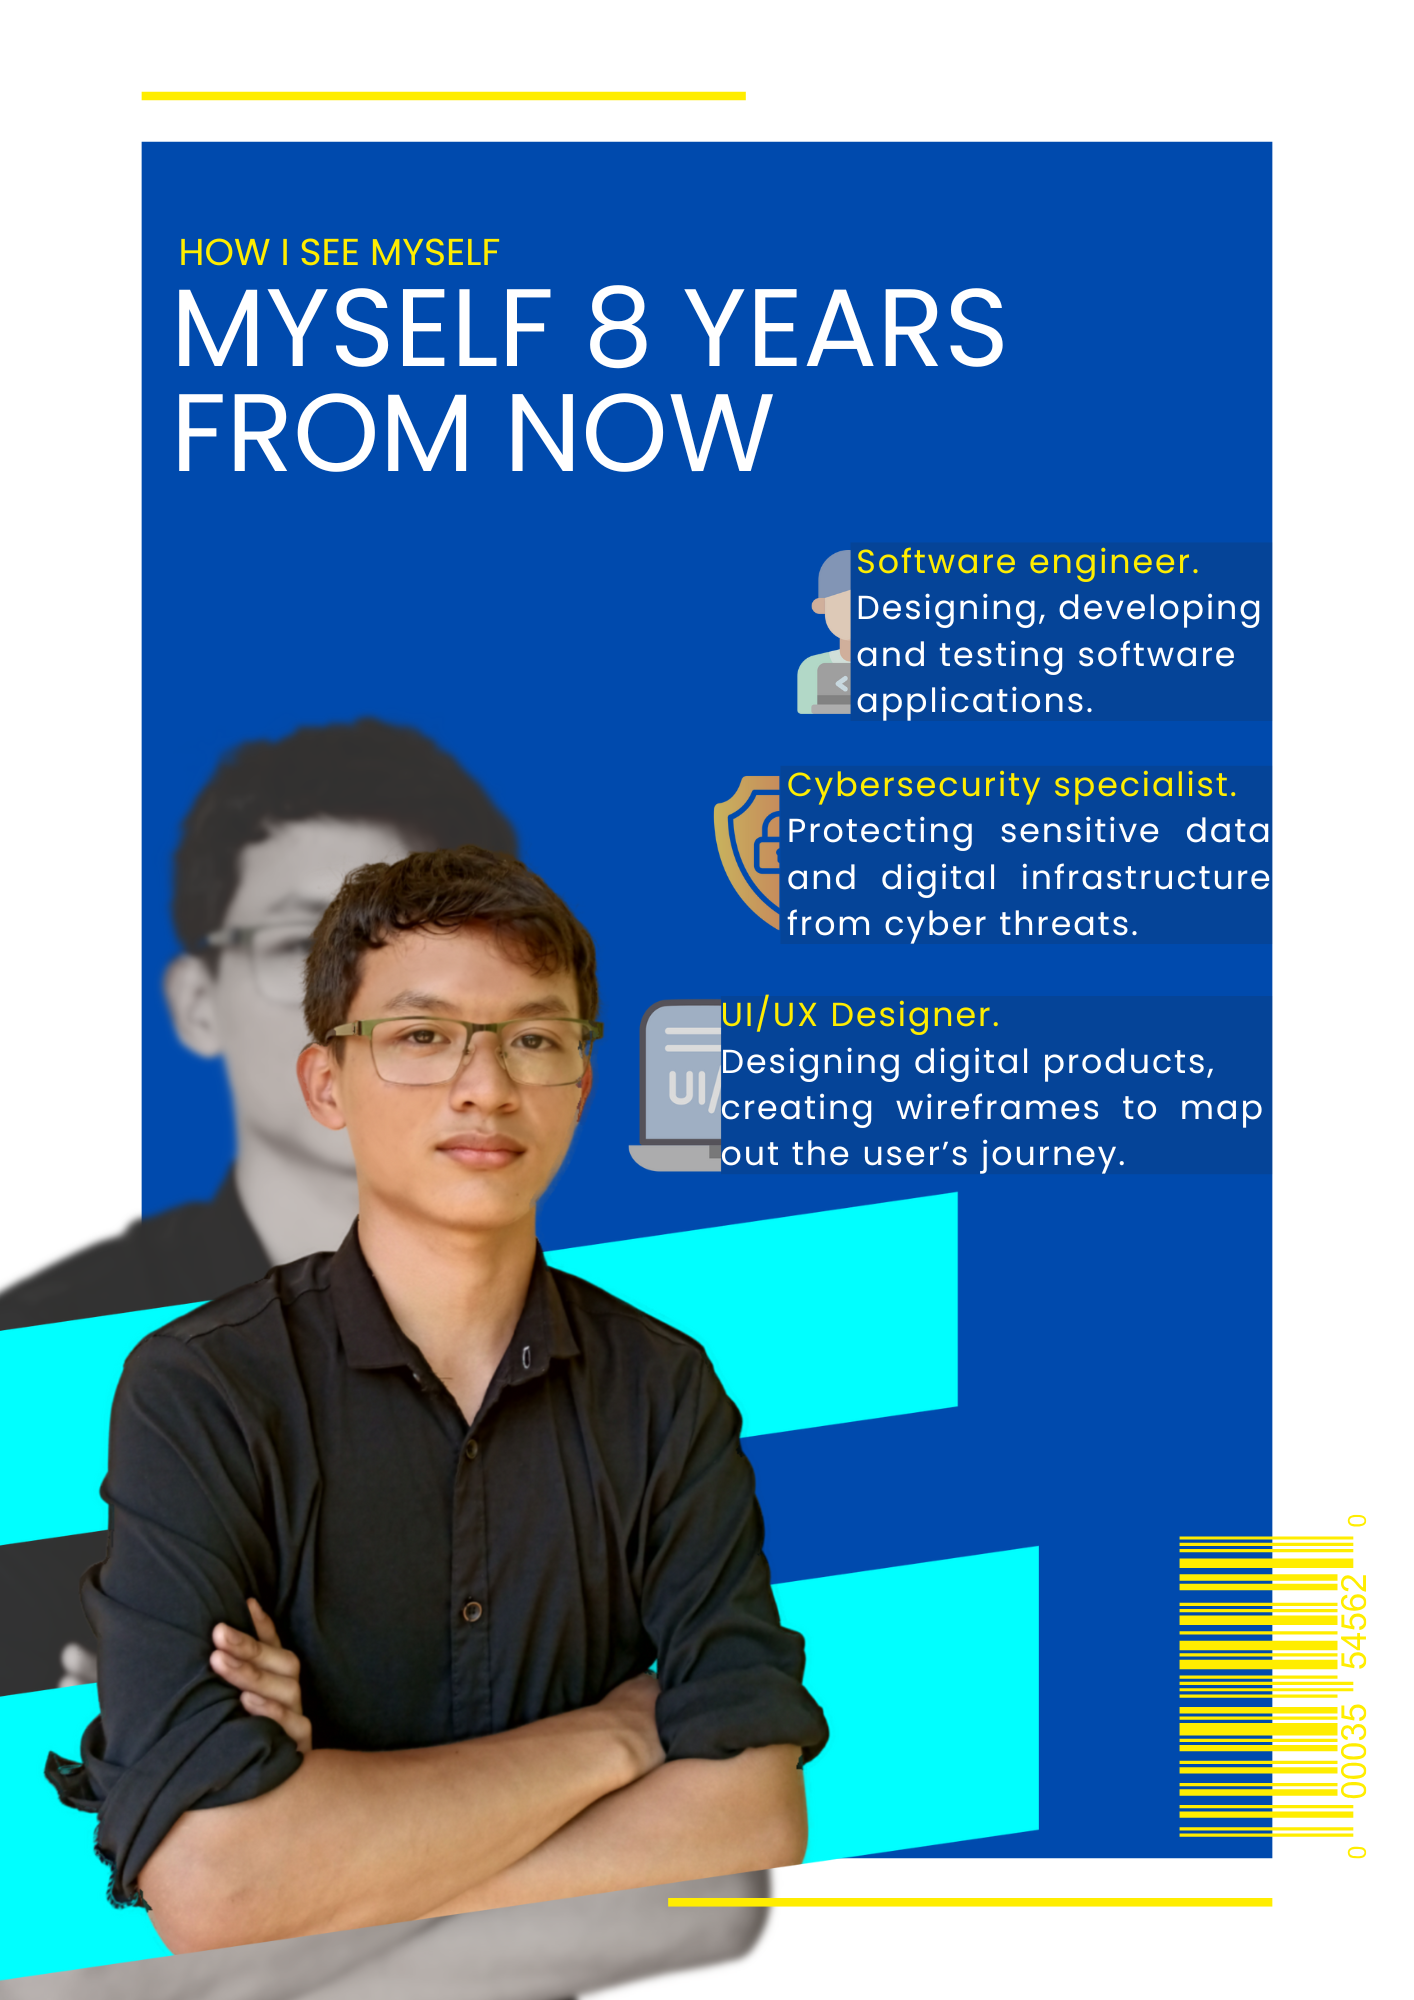 HOW I SEE MYSELF
MYSELF 8 YEARS
FROM NOW
Software engineer.
Designing, developing
and testing software
applications.
Cybersecurity specialist.
Protecting sensitive data
and digital infrastructure
from cyber threats.
UI/
UI/UX Designer.
Designing digital products,
creating wireframes to map
out the user’s journey.
0 00035 54562 0